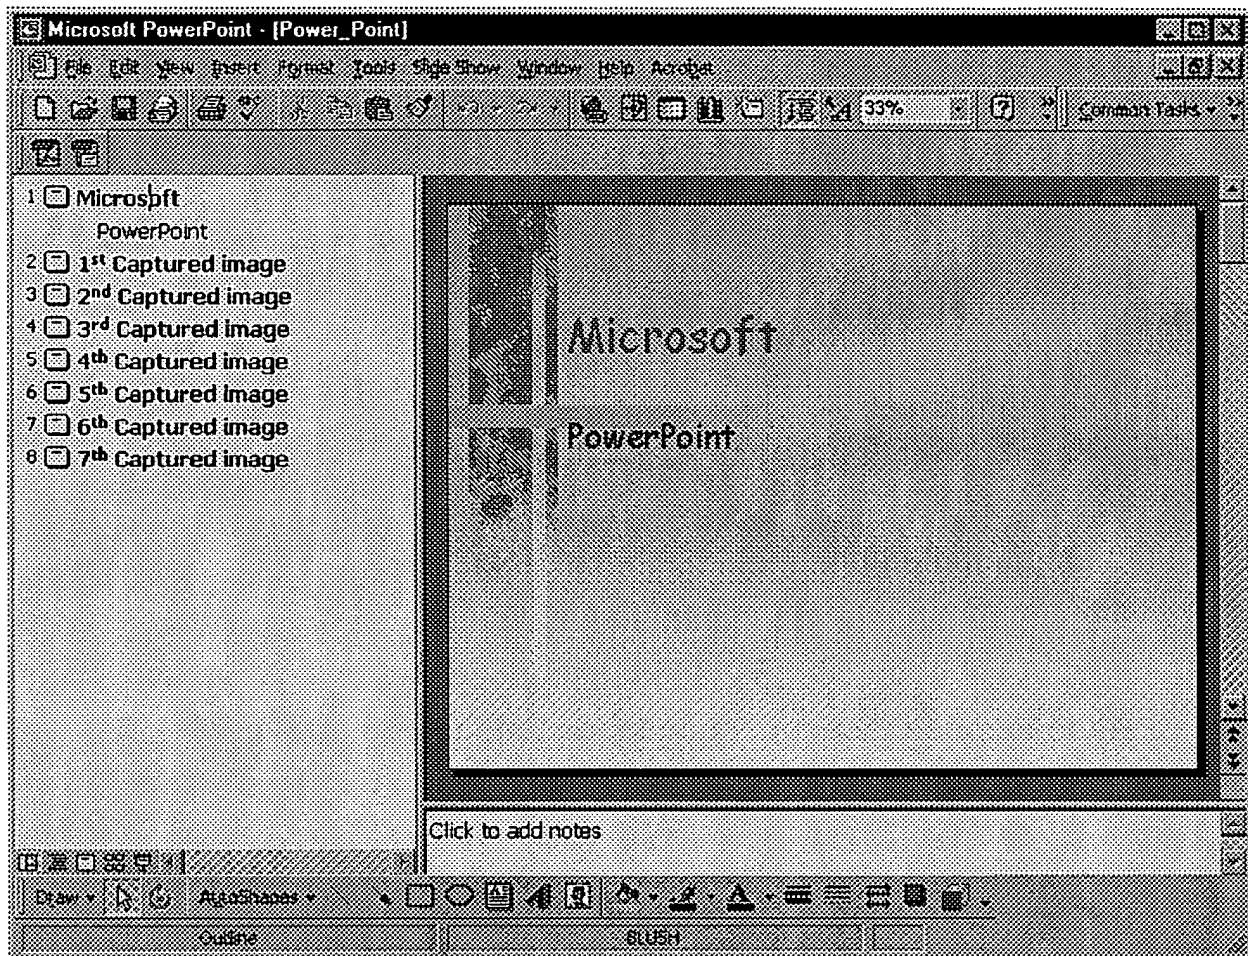 Microsoft PowerPoint - [Power_Point]
File Edit View Insert Format Tools Slide Show Window Help Acrobat
33% Common Tasks
1 Microsoft
PowerPoint
2 1st Captured image
3 2nd Captured image
4 3rd Captured image
5 4th Captured image
6 5th Captured image
7 6th Captured image
8 7th Captured image
Microsoft
PowerPoint
Click to add notes
Draw AutoShapes
Outline BLUSH